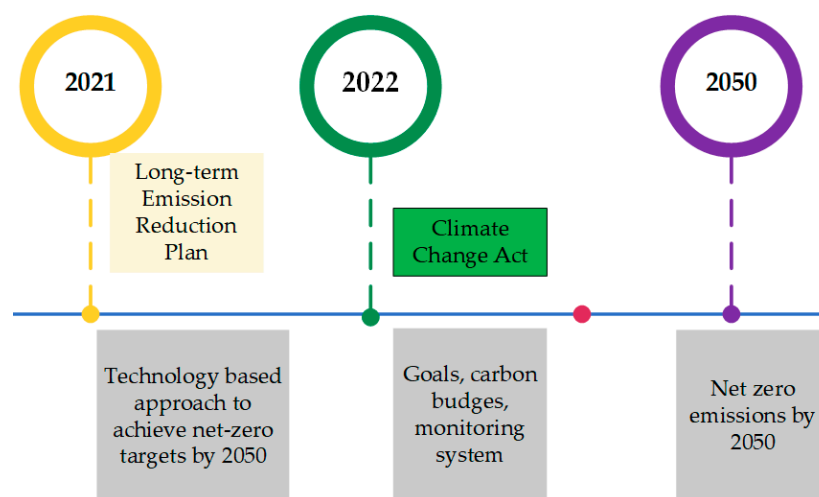 2021
2022
2050
Long-term
Emission
Reduction
Plan
Climate
Change Act
Technology based
approach to
achieve net-zero
targets by 2050
Goals, carbon
budgets,
monitoring
system
Net zero
emissions by
2050